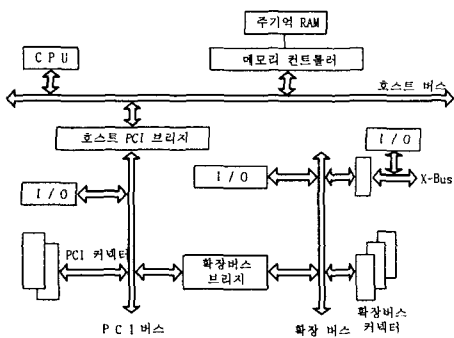 주기억 RAM
CPU
메모리 컨트롤러
호스트 버스
호스트 PCI 브리지
I/O
I/O
I/O
X-Bus
PCI 커넥터
확장버스
브리지
PCI 버스
확장 버스
확장버스
커넥터